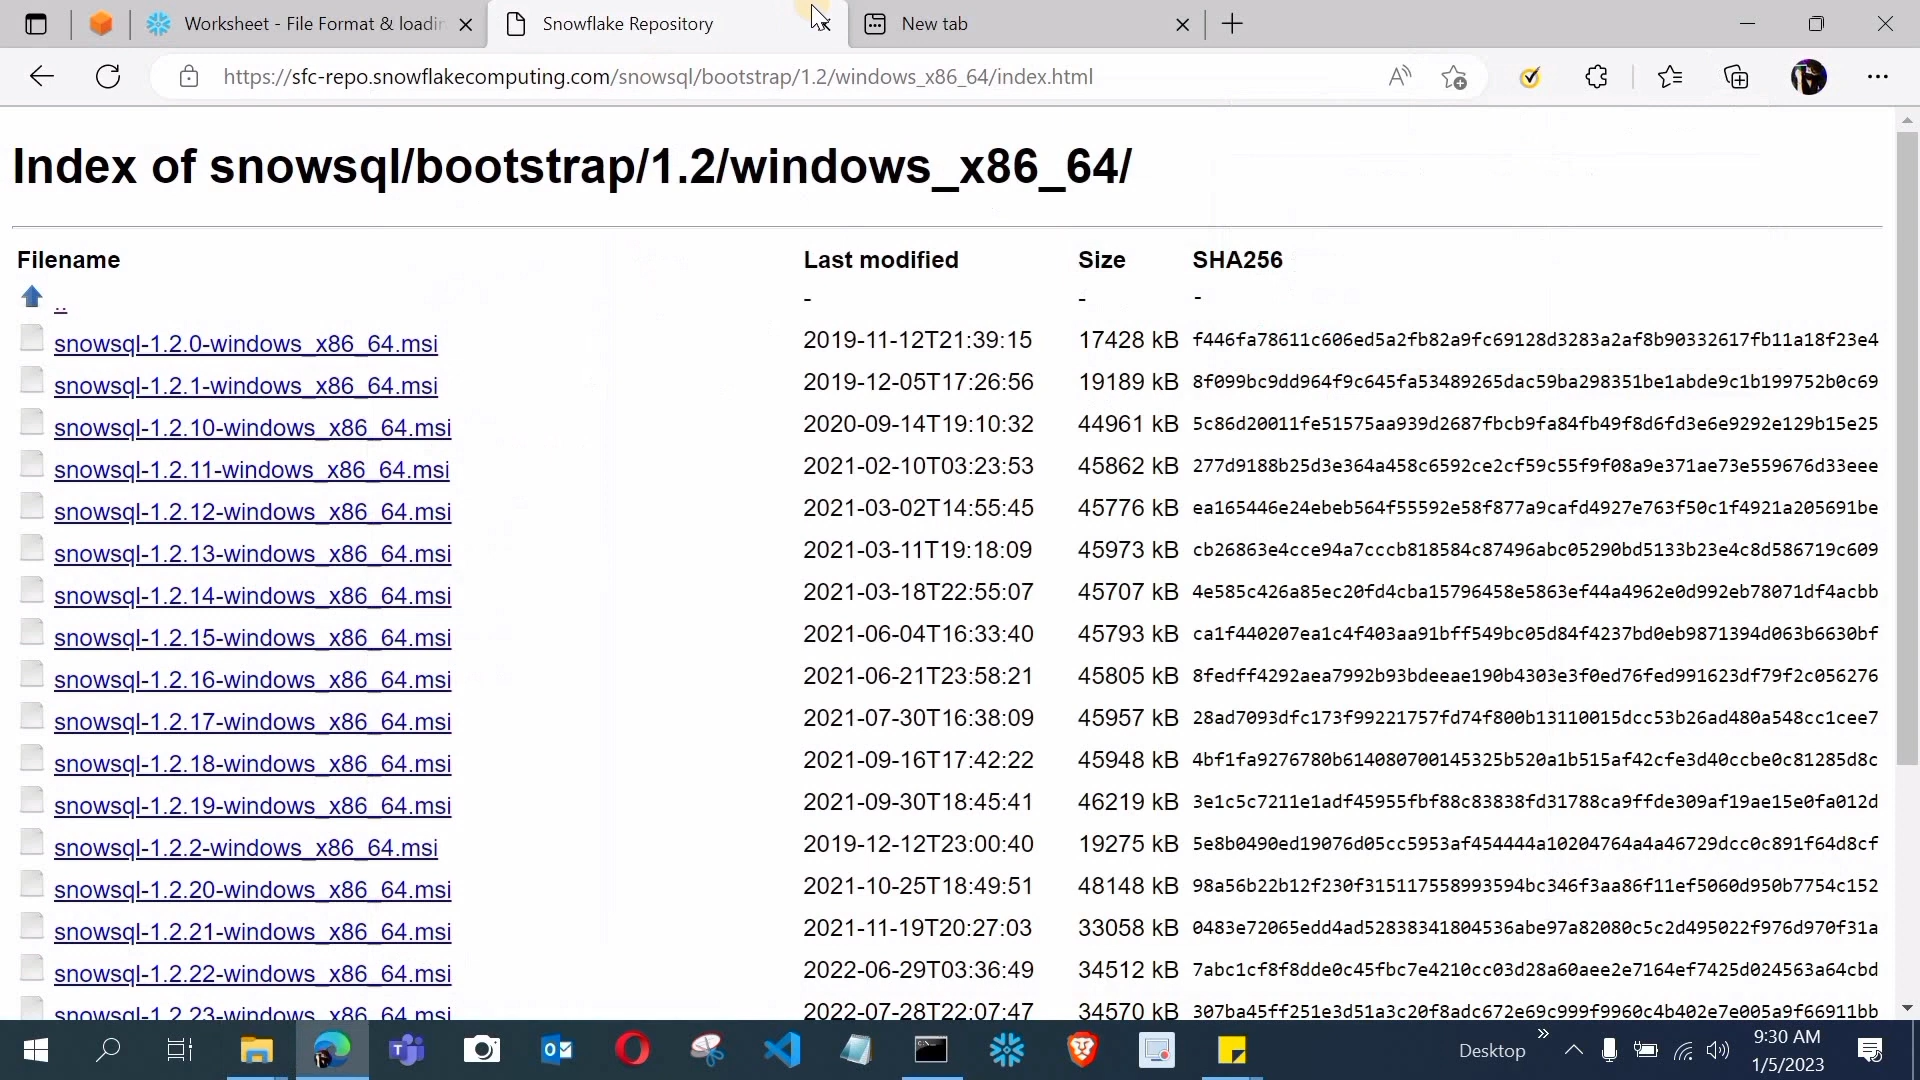 Worksheet - File Format & loadin
Snowflake Repository
New tab
https://sfc-repo.snowflakecomputing.com/snowsql/bootstrap/1.2/windows_x86_64/index.html
Index of snowsql/bootstrap/1.2/windows_x86_64/
Filename Last modified Size SHA256
.. - - -
snowsql-1.2.0-windows_x86_64.msi 2019-11-12T21:39:15 17428 kB f446fa78611c606ed5a2fb82a9fc69128d3283a2af8b90332617fb11a18f23e4
snowsql-1.2.1-windows_x86_64.msi 2019-12-05T17:26:56 19189 kB 8f099bc9dd964f9c645fa53489265dac59ba298351be1abde9c1b199752b0c69
snowsql-1.2.10-windows_x86_64.msi 2020-09-14T19:10:32 44961 kB 5c86d20011fe51575aa939d2687fbcb9fa84fb49f8d6fd3e6e9292e129b15e25
snowsql-1.2.11-windows_x86_64.msi 2021-02-10T03:23:53 45862 kB 277d9188b25d3e364a458c6592ce2cf59c55f9f08a9e371ae73e559676d33eee
snowsql-1.2.12-windows_x86_64.msi 2021-03-02T14:55:45 45776 kB ea165446e24ebeb564f55592e58f877a9cafd4927e763f50c1f4921a205691be
snowsql-1.2.13-windows_x86_64.msi 2021-03-11T19:18:09 45973 kB cb26863e4cce94a7cccb818584c87496abc05290bd5133b23e4c8d586719c609
snowsql-1.2.14-windows_x86_64.msi 2021-03-18T22:55:07 45707 kB 4e585c426a85ec20fd4cba15796458e5863ef44a4962e0d992eb78071df4acbb
snowsql-1.2.15-windows_x86_64.msi 2021-06-04T16:33:40 45793 kB ca1f440207ea1c4f403aa91bff549bc05d84f4237bd0eb9871394d063b6630bf
snowsql-1.2.16-windows_x86_64.msi 2021-06-21T23:58:21 45805 kB 8fedff4292aea7992b93bdeeae190b4303e3f0ed76fed991623df79f2c056276
snowsql-1.2.17-windows_x86_64.msi 2021-07-30T16:38:09 45957 kB 28ad7093dfc173f99221757fd74f800b13110015dcc53b26ad480a548cc1cee7
snowsql-1.2.18-windows_x86_64.msi 2021-09-16T17:42:22 45948 kB 4bf1fa9276780b614080700145325b520a1b515af42cfe3d40ccbe0c81285d8c
snowsql-1.2.19-windows_x86_64.msi 2021-09-30T18:45:41 46219 kB 3e1c5c7211e1adf45955fbf88c83838fd31788ca9ffde309af19ae15e0fa012d
snowsql-1.2.2-windows_x86_64.msi 2019-12-12T23:00:40 19275 kB 5e8b0490ed19076d05cc5953af454444a10204764a4a46729dcc0c891f64d8cf
snowsql-1.2.20-windows_x86_64.msi 2021-10-25T18:49:51 48148 kB 98a56b22b12f230f315117558993594bc346f3aa86f11ef5060d950b7754c152
snowsql-1.2.21-windows_x86_64.msi 2021-11-19T20:27:03 33058 kB 0483e72065edd4ad52838341804536abe97a82080c5c2d495022f976d970f31a
snowsql-1.2.22-windows_x86_64.msi 2022-06-29T03:36:49 34512 kB 7abc1cf8f8dde0c45fbc7e4210cc03d28a60aee2e7164ef7425d024563a64cbd
snowsql-1.2.23-windows_x86_64.msi 2022-07-28T22:07:47 34570 kB 307ba45ff251e3d51a3c20f8adc672e69c999f9960c4b402e7e005a9f66911bb
Desktop
9:30 AM
1/5/2023